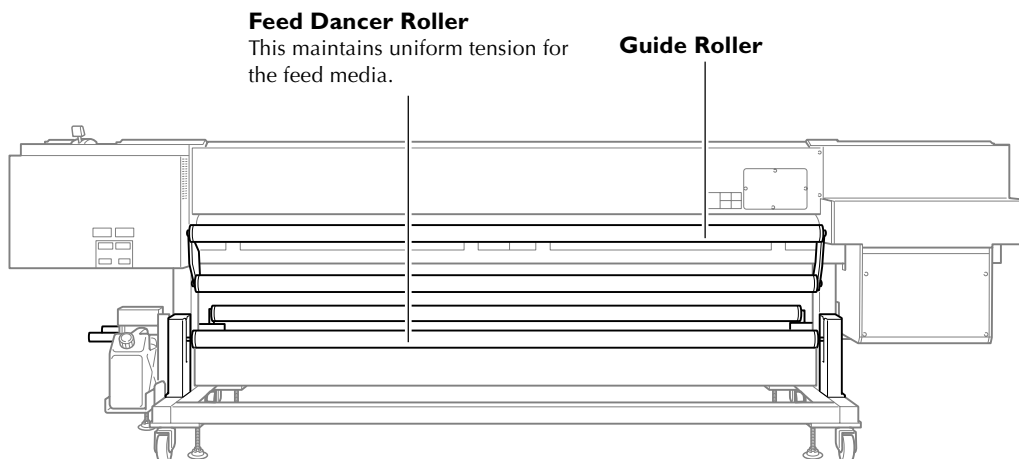 Feed Dancer Roller
This maintains uniform tension for
the feed media.
Guide Roller